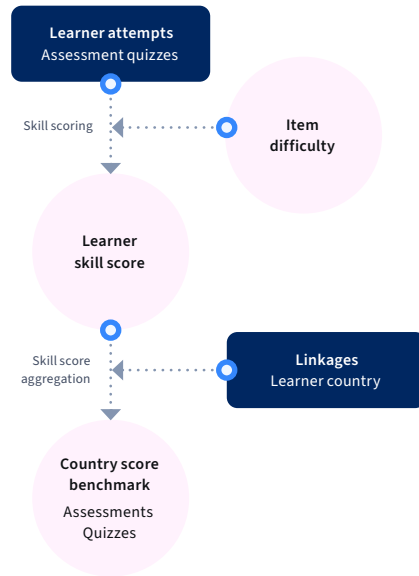 Learner attempts
Assessment quizzes
Skill scoring
Item
difficulty
Learner
skill score
Skill score
aggregation
Linkages
Learner country
Country score
benchmark
Assessments
Quizzes